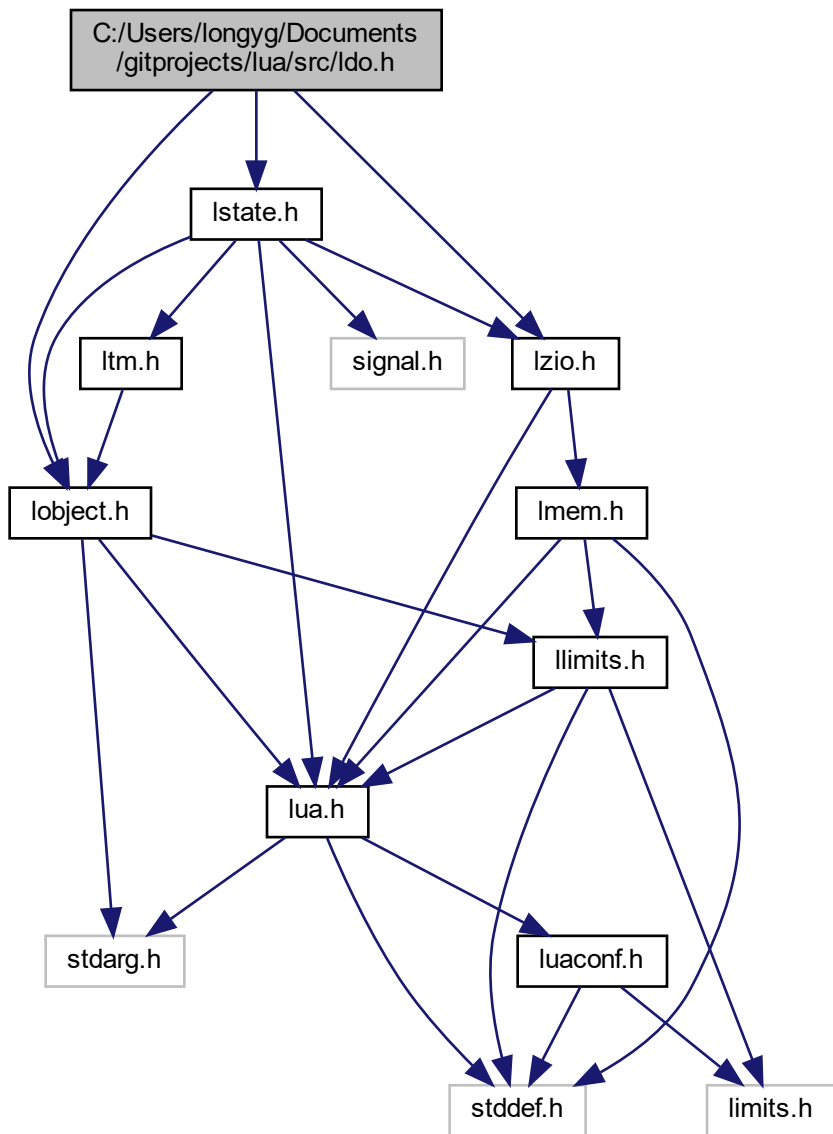 C:/Users/longyg/Documents
/gitprojects/lua/src/ldo.h
lstate.h
ltm.h
signal.h
lzio.h
lobject.h
lmem.h
llimits.h
lua.h
stdarg.h
luaconf.h
stddef.h
limits.h